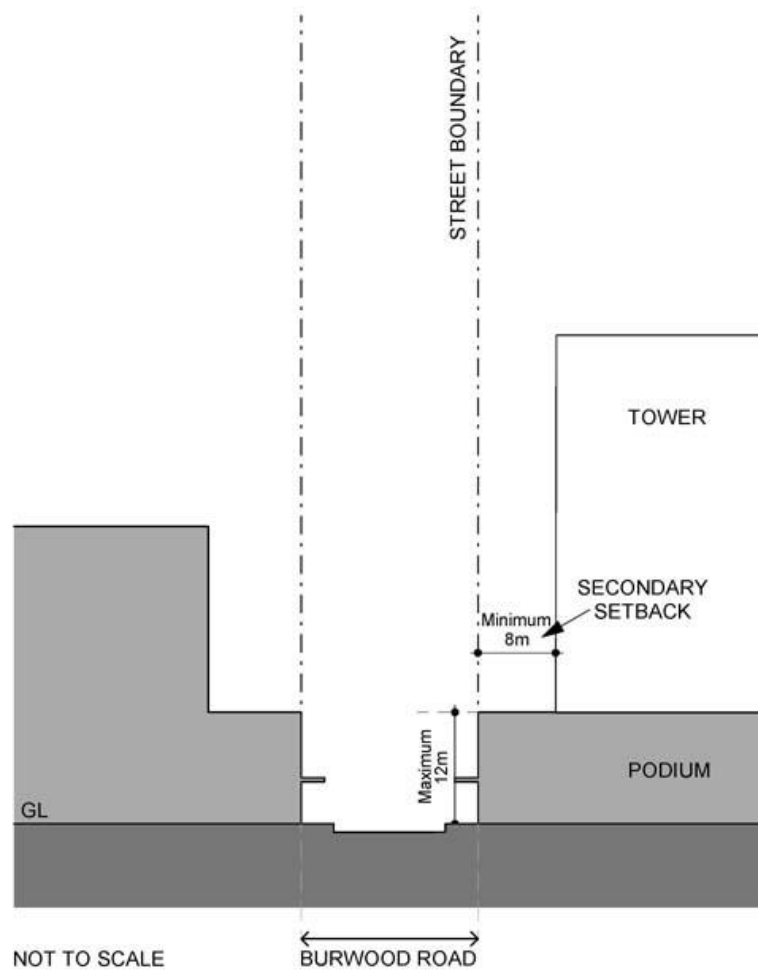 STREET BOUNDARY
TOWER
SECONDARY
SETBACK
Minimum
8m
Maximum
12m
PODIUM
GL
NOT TO SCALE
BURWOOD ROAD